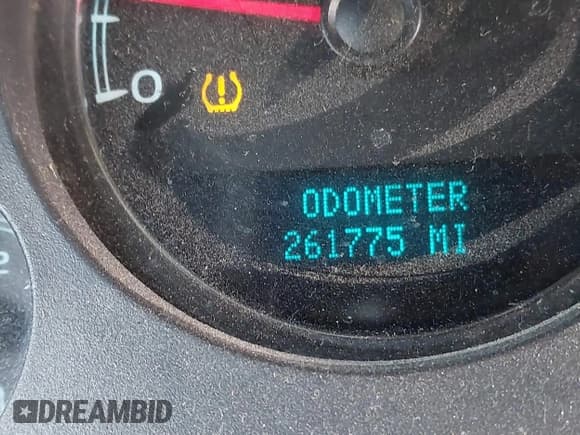 0
ODOMETER
261775 MI
DREAMBID